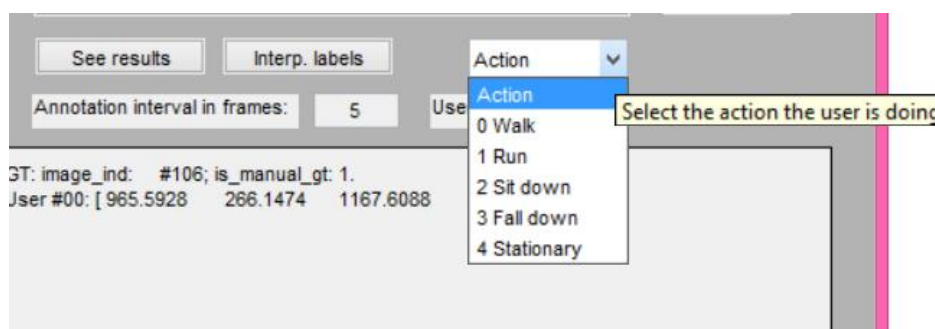 See results Interp. labels Action
Action
Annotation interval in frames: 5 Use
Select the action the user is doing
0 Walk
1 Run
GT: image_ind: #106; is_manual_gt: 1.
2 Sit down
User #00: [ 965.5928 266.1474 1167.6088
3 Fall down
4 Stationary